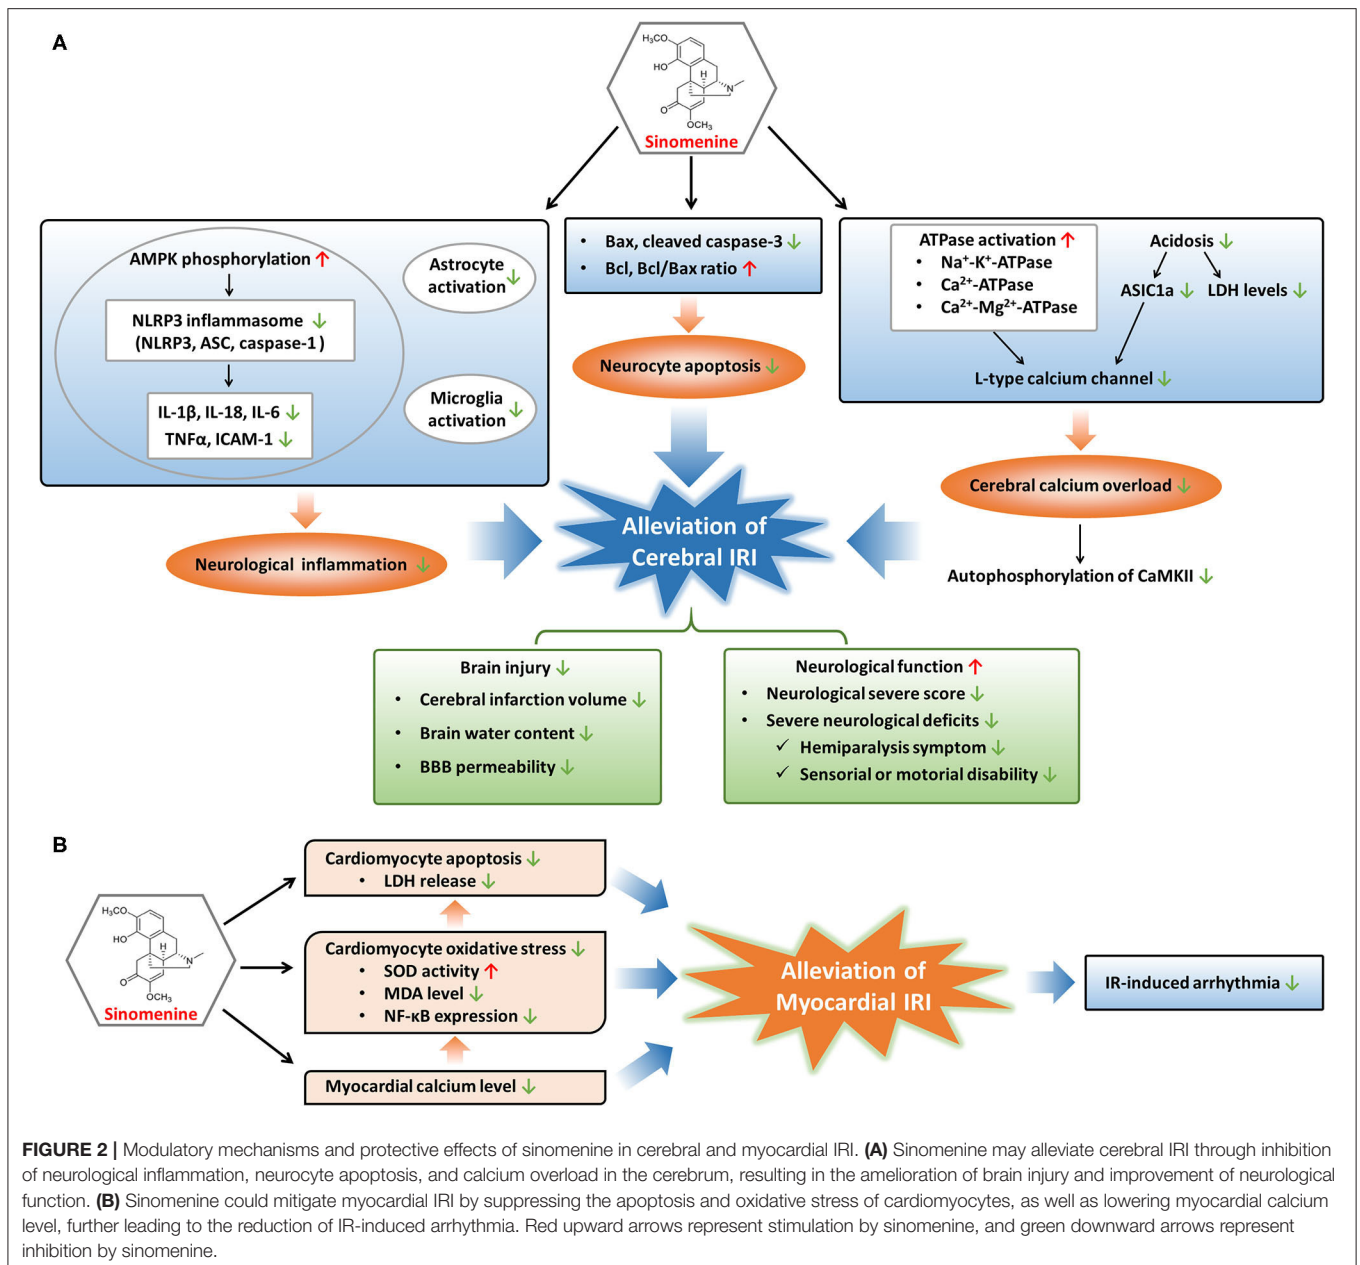 A
H₃CO
HO
H
N
O
OCH₃
Sinomenine
AMPK phosphorylation ↑
NLRP3 inflammasome ↓
(NLRP3, ASC, caspase-1)
IL-1β, IL-18, IL-6 ↓
TNFα, ICAM-1 ↓
Astrocyte
activation ↓
Microglia
activation ↓
Neurological inflammation ↓
• Bax, cleaved caspase-3 ↓
• Bcl, Bcl/Bax ratio ↑
Neurocyte apoptosis ↓
ATPase activation ↑
• Na⁺-K⁺-ATPase
• Ca²⁺-ATPase
• Ca²⁺-Mg²⁺-ATPase
Acidosis ↓
ASIC1a ↓ LDH levels ↓
L-type calcium channel ↓
Cerebral calcium overload ↓
Autophosphorylation of CaMKII ↓
Alleviation of
Cerebral IRI
Brain injury ↓
• Cerebral infarction volume ↓
• Brain water content ↓
• BBB permeability ↓
Neurological function ↑
• Neurological severe score ↓
• Severe neurological deficits ↓
✓ Hemiparalysis symptom ↓
✓ Sensorial or motorial disability ↓
B
H₃CO
HO
H
N
O
OCH₃
Sinomenine
Cardiomyocyte apoptosis ↓
• LDH release ↓
Cardiomyocyte oxidative stress ↓
• SOD activity ↑
• MDA level ↓
• NF-κB expression ↓
Myocardial calcium level ↓
Alleviation of
Myocardial IRI
IR-induced arrhythmia ↓
FIGURE 2 | Modulatory mechanisms and protective effects of sinomenine in cerebral and myocardial IRI. (A) Sinomenine may alleviate cerebral IRI through inhibition
of neurological inflammation, neurocyte apoptosis, and calcium overload in the cerebrum, resulting in the amelioration of brain injury and improvement of neurological
function. (B) Sinomenine could mitigate myocardial IRI by suppressing the apoptosis and oxidative stress of cardiomyocytes, as well as lowering myocardial calcium
level, further leading to the reduction of IR-induced arrhythmia. Red upward arrows represent stimulation by sinomenine, and green downward arrows represent
inhibition by sinomenine.